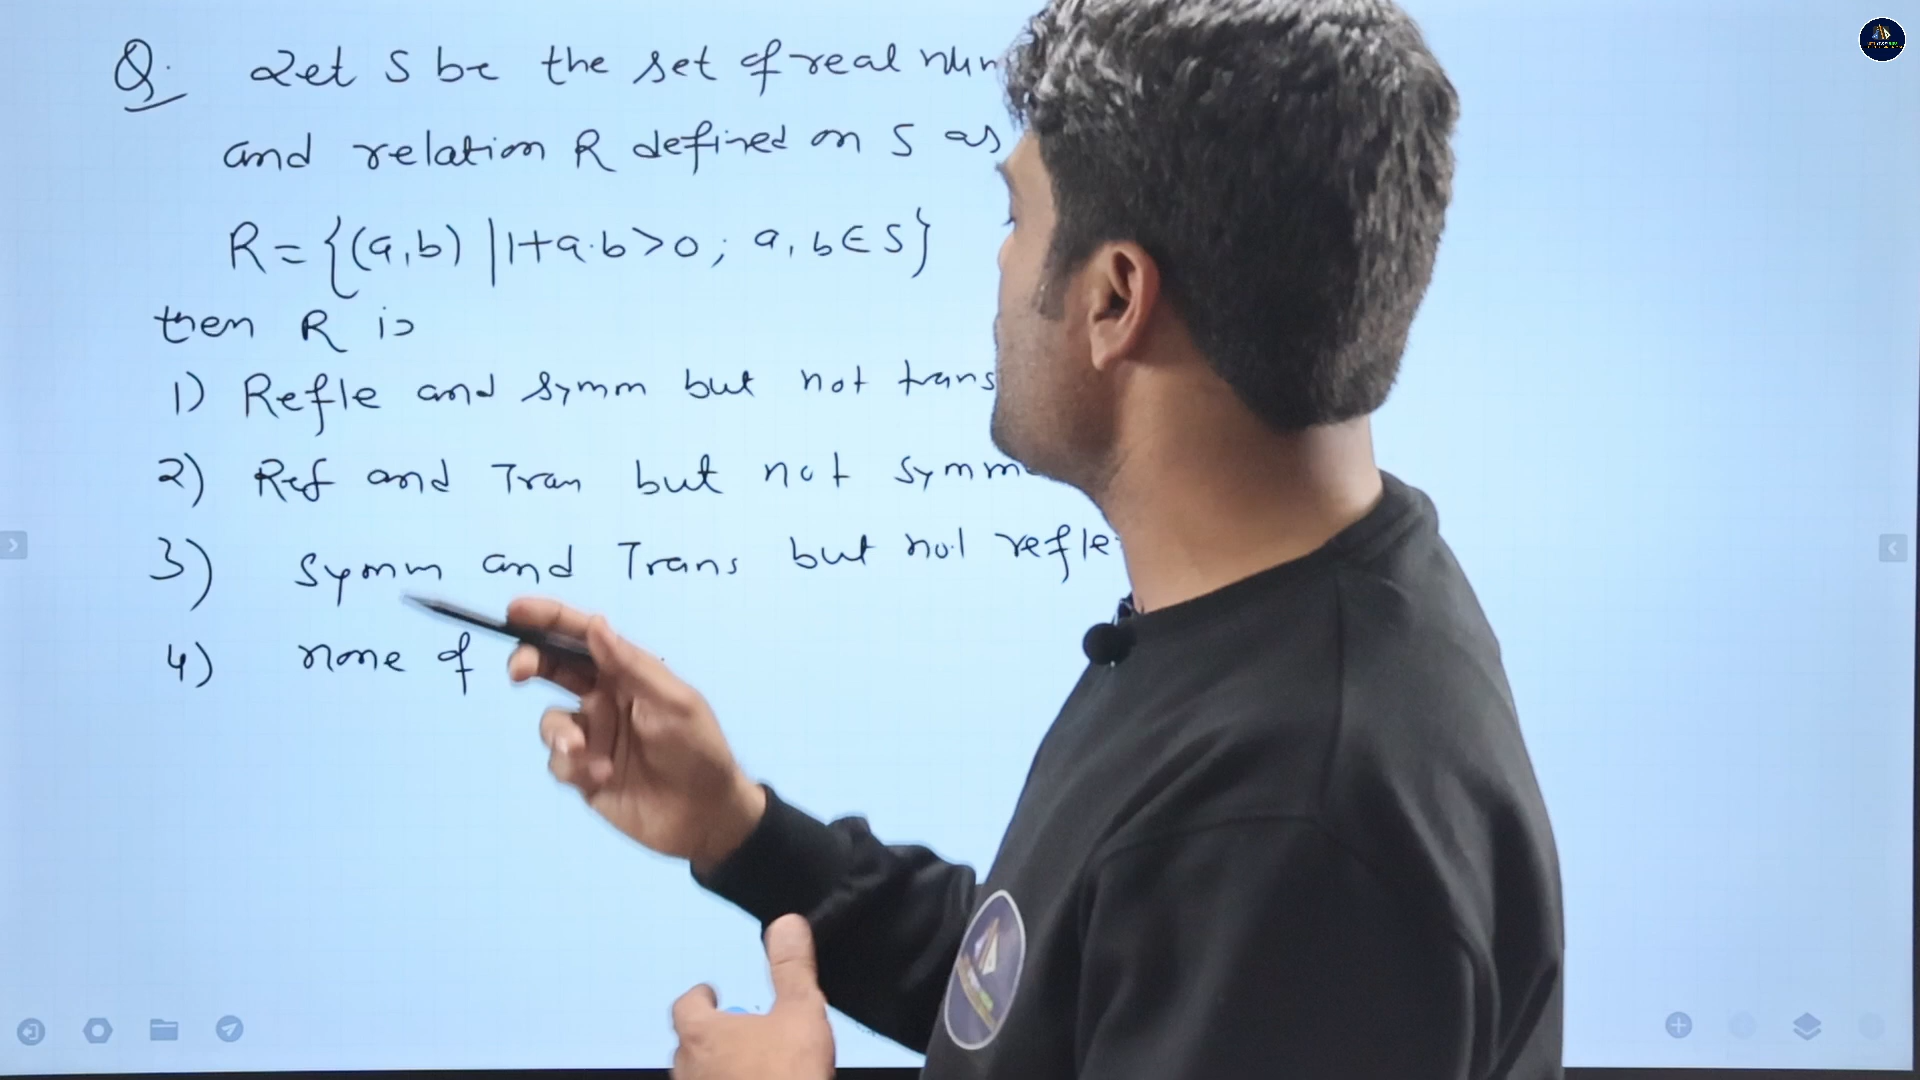 Q. Let S be the set of real num
and relation R defined on S as
R = {(a,b) | 1+a.b>0; a, b∈S}
then R is
1) Refle and symm but not trans
2) Ref and Tran but not symm
3) Symm and Trans but not refle
4) none of